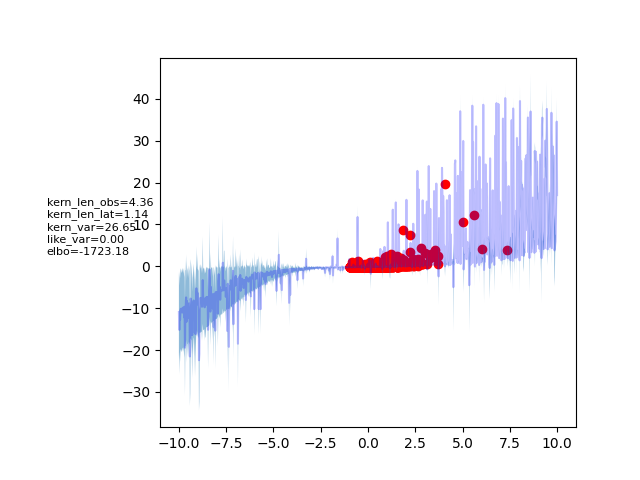 40
30
20
kern_len_obs=4.36
kern_len_lat=1.14
kern_var=26.65
10
like_var=0.00
elbo=-1723.18
0
−10
−20
−30
−10.0 −7.5 −5.0 −2.5 0.0 2.5 5.0 7.5 10.0